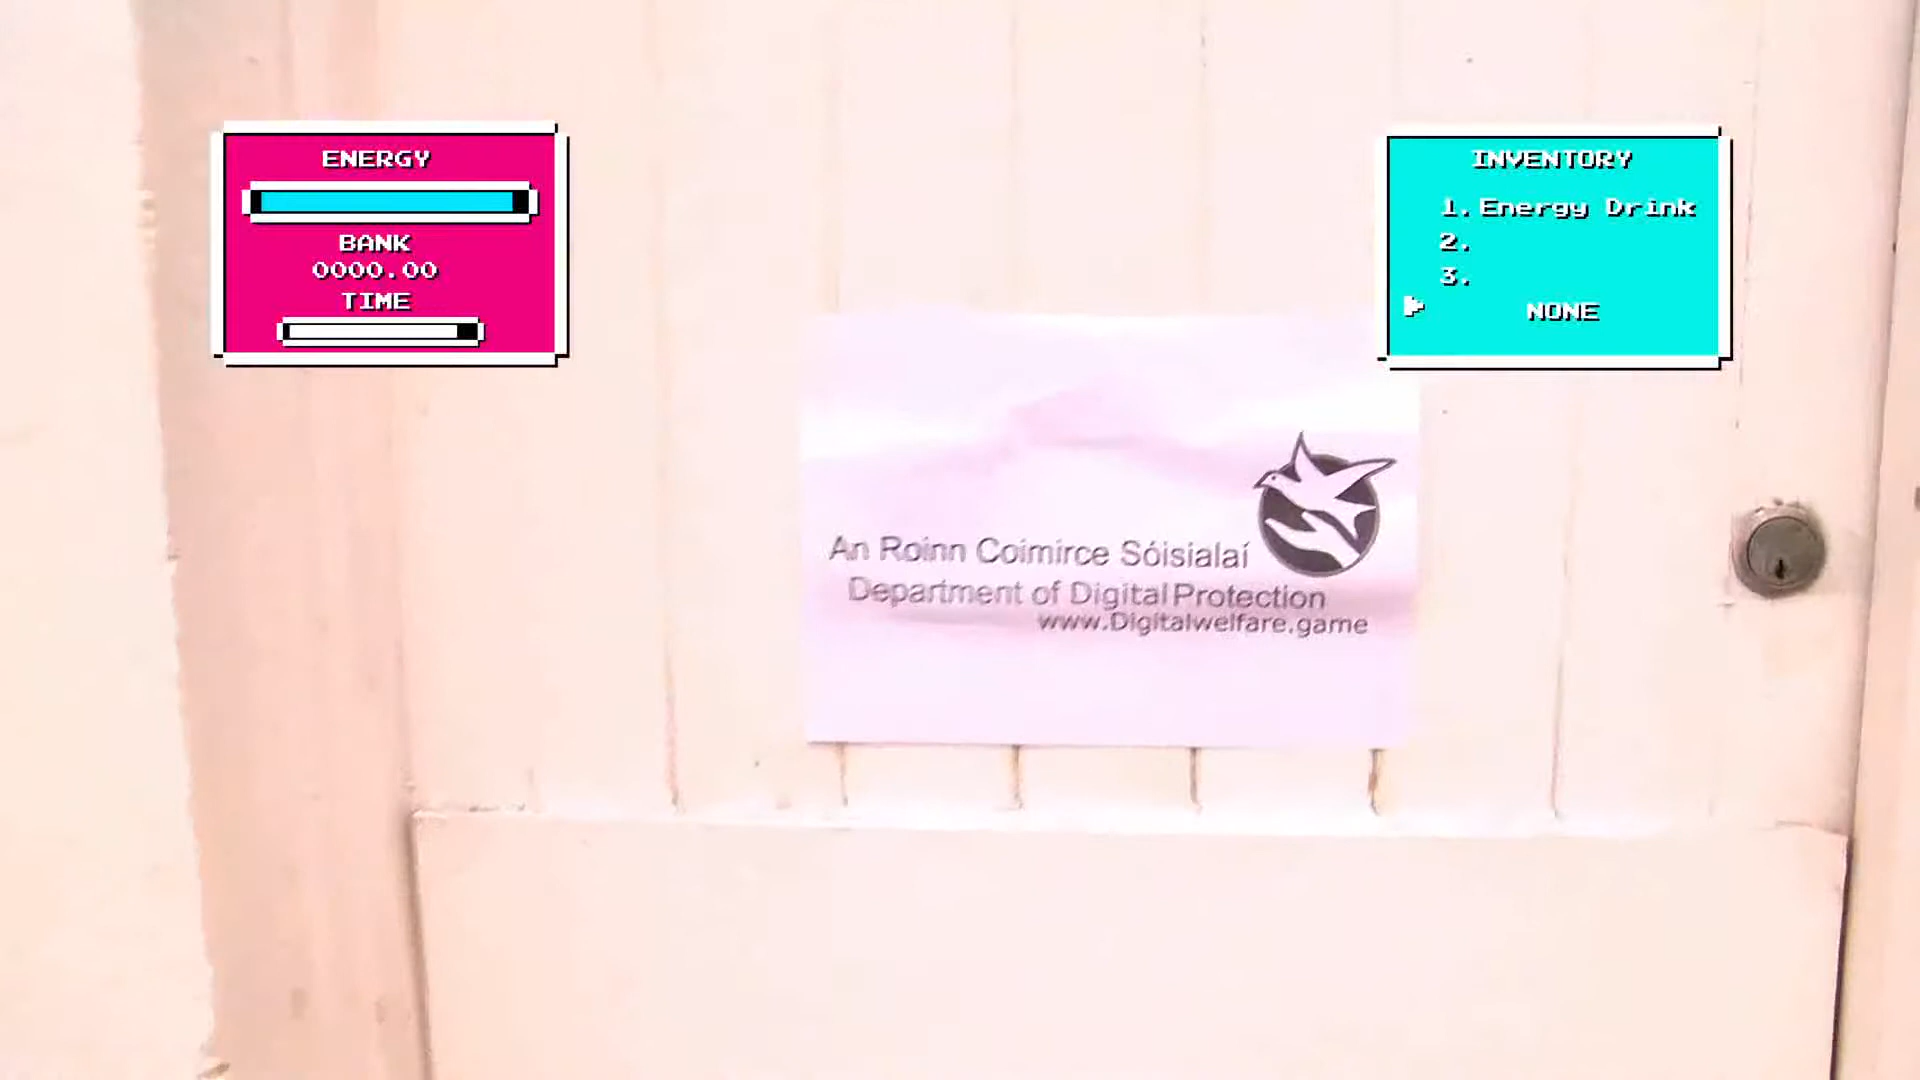 ENERGY
BANK
0000.00
TIME
INVENTORY
1. Energy Drink
2.
3.
NONE
An Roinn Coimirce Sóisialaí
Department of Digital Protection
www.Digitalwelfare.game